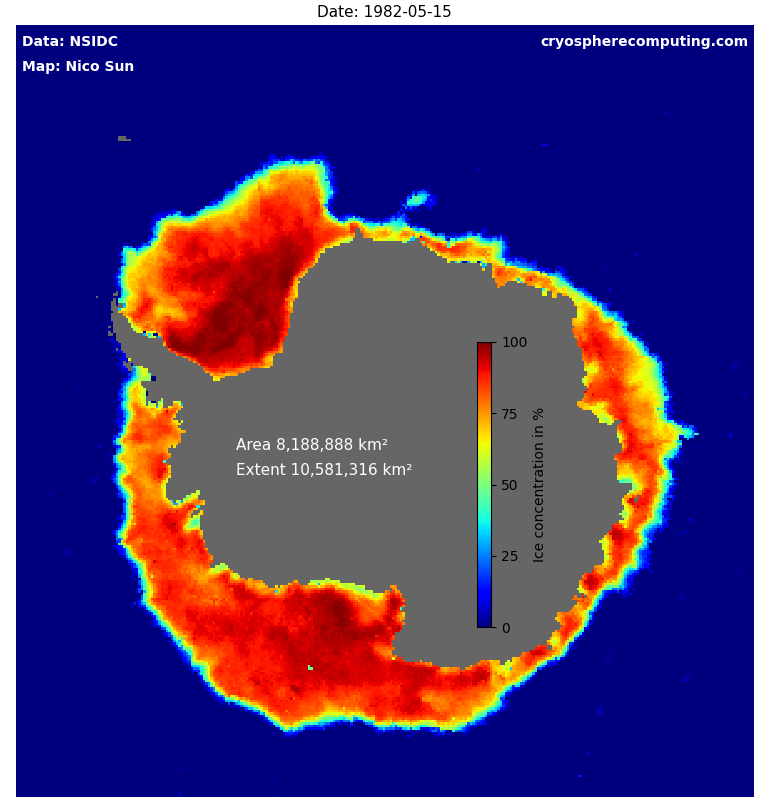 Date: 1982-05-15
Data: NSIDC
cryospherecomputing.com
Map: Nico Sun
100
75
50
25
0
Ice concentration in %
Area 8,188,888 km²
Extent 10,581,316 km²